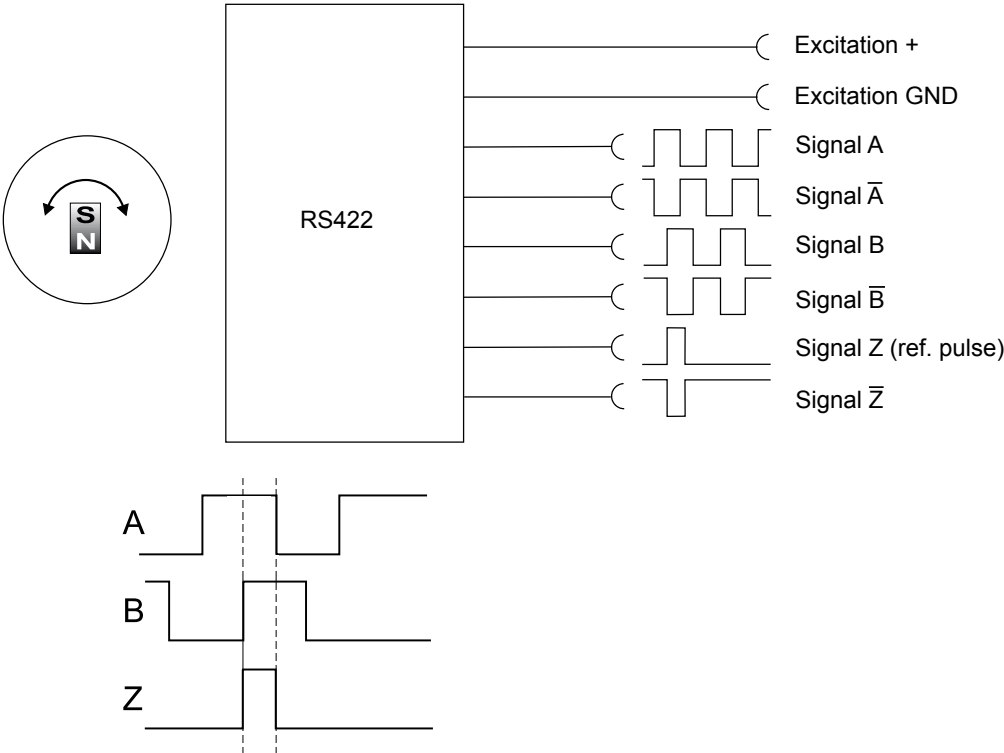 Excitation +
Excitation GND
Signal A
Signal A̅
Signal B
Signal B̅
Signal Z (ref. pulse)
Signal Z̅
S
N
RS422
A
B
Z